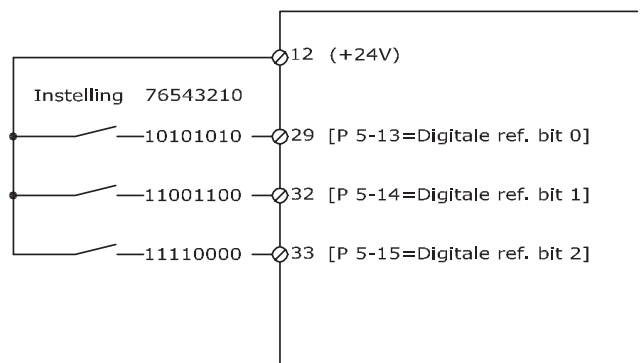 12 (+24V)
Instelling 76543210
10101010 29 [P 5-13=Digitale ref. bit 0]
11001100 32 [P 5-14=Digitale ref. bit 1]
11110000 33 [P 5-15=Digitale ref. bit 2]